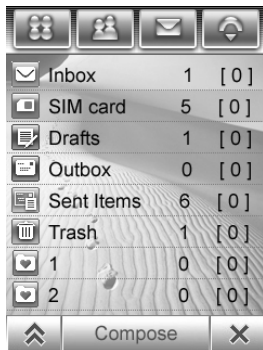 Inbox 1 [ 0 ]
SIM card 5 [ 0 ]
Drafts 1 [ 0 ]
Outbox 0 [ 0 ]
Sent Items 6 [ 0 ]
Trash 1 [ 0 ]
1 0 [ 0 ]
2 0 [ 0 ]
Compose